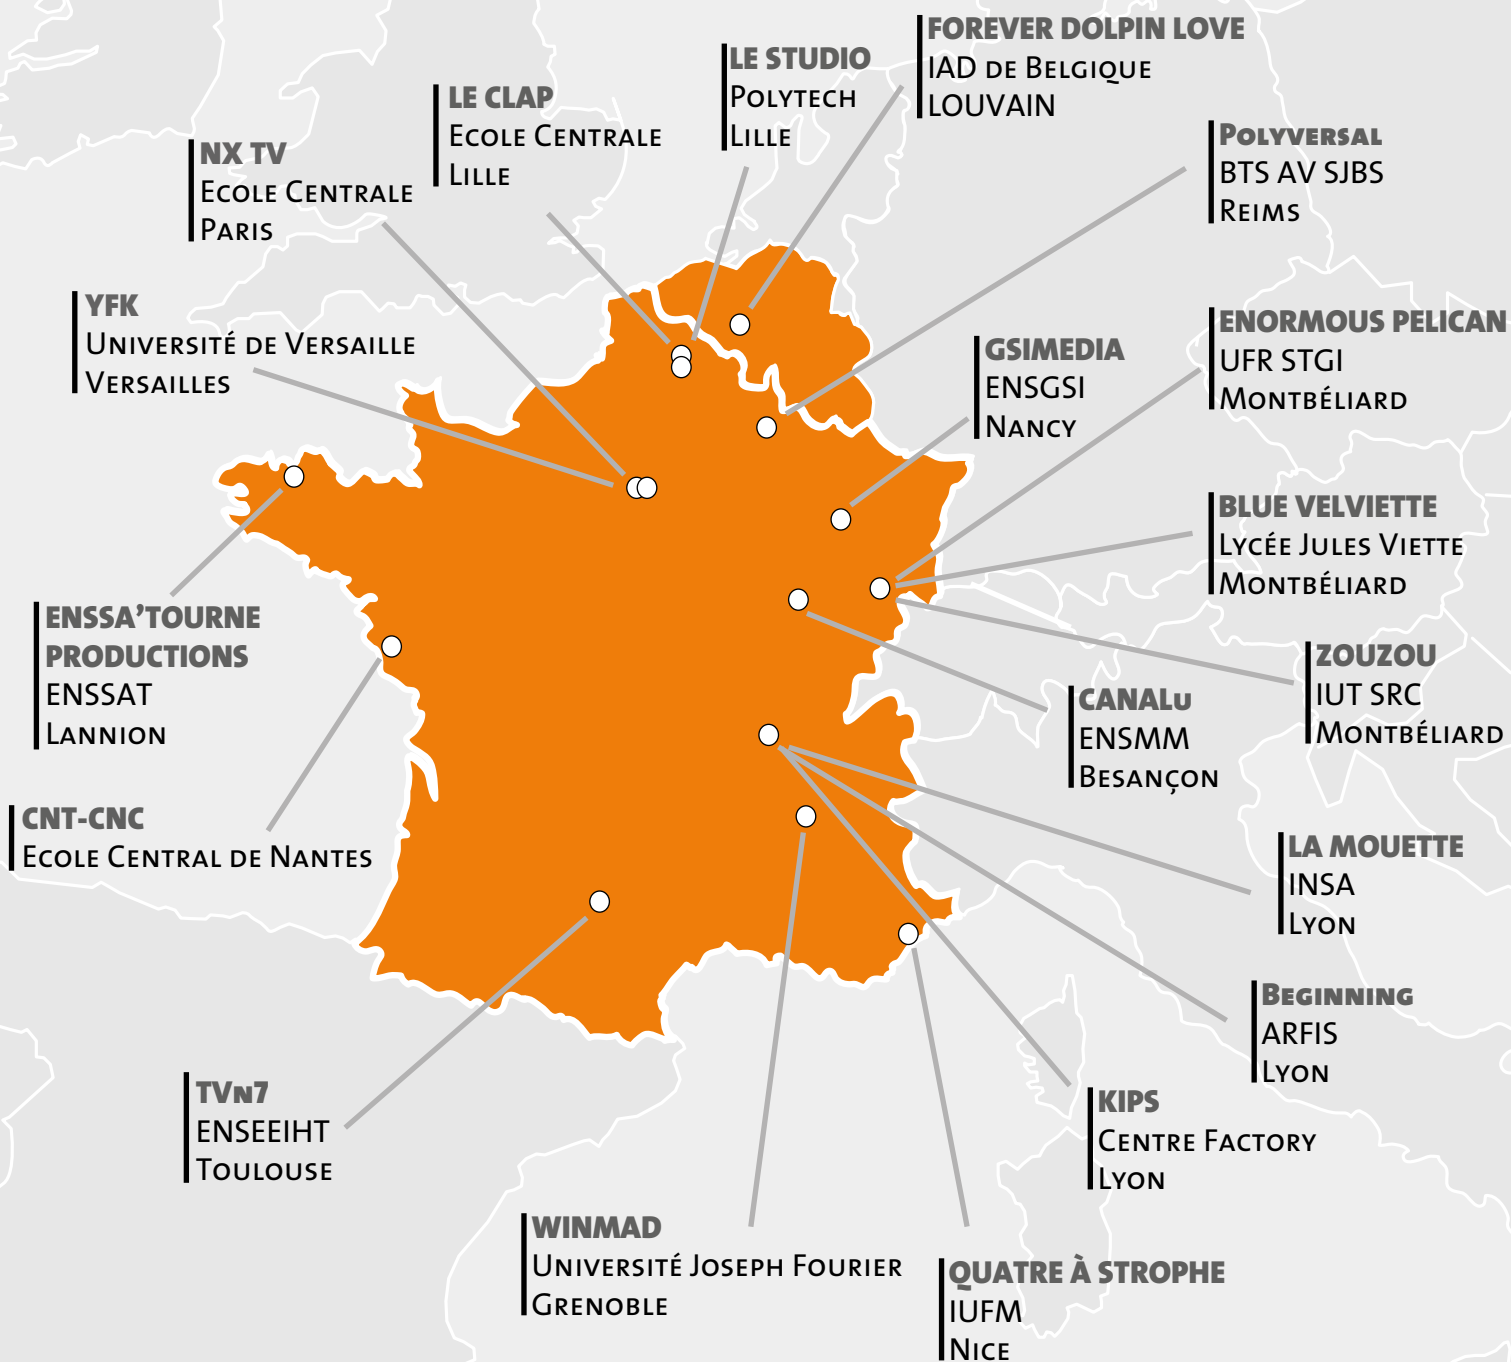 FOREVER DOLPIN LOVE
IAD de Belgique
LOUVAIN
LE STUDIO
Polytech
Lille
LE CLAP
Ecole Centrale
Lille
NX TV
Ecole Centrale
Paris
Polyversal
BTS AV SJBS
Reims
YFK
Université de Versaille
Versailles
ENORMOUS PELICAN
UFR STGI
Montbéliard
GSIMEDIA
ENSGSI
Nancy
BLUE VELVIETTE
Lycée Jules Viette
Montbéliard
ENSSA'TOURNE
PRODUCTIONS
ENSSAT
Lannion
ZOUZOU
IUT SRC
Montbéliard
CANALu
ENSMM
Besançon
CNT-CNC
Ecole Central de Nantes
LA MOUETTE
INSA
Lyon
Beginning
ARFIS
Lyon
TVn7
ENSEEIHT
Toulouse
KIPS
Centre Factory
Lyon
WINMAD
Université Joseph Fourier
Grenoble
QUATRE À STROPHE
IUFM
Nice